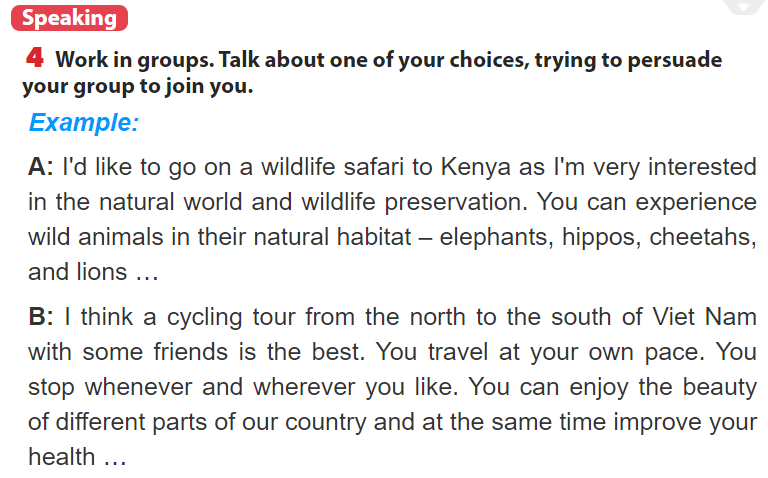 Speaking
4 Work in groups. Talk about one of your choices, trying to persuade
your group to join you.
Example:
A: I'd like to go on a wildlife safari to Kenya as I'm very interested
in the natural world and wildlife preservation. You can experience
wild animals in their natural habitat – elephants, hippos, cheetahs,
and lions …
B: I think a cycling tour from the north to the south of Viet Nam
with some friends is the best. You travel at your own pace. You
stop whenever and wherever you like. You can enjoy the beauty
of different parts of our country and at the same time improve your
health …